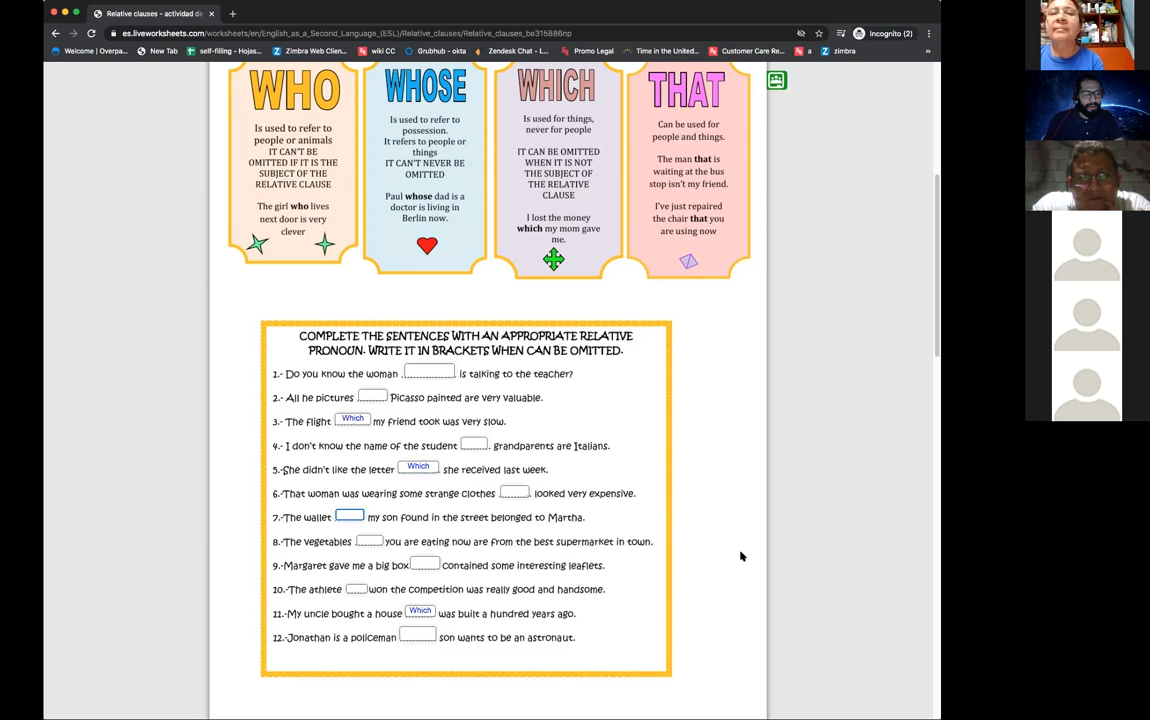 Relative clauses - actividad de
es.liveworksheets.com/worksheets/en/English_as_a_Second_Language_(ESL)/Relative_clauses/Relative_clauses_be315886np
Incognito (2)
Welcome | Overpa...
New Tab
self-filling - Hojas...
Zimbra Web Clien...
wiki CC
Grubhub - okta
Zendesk Chat - L...
Promo Legal
Time in the United...
Customer Care Re...
a
zimbra
»
WHO
Is used to refer to
people or animals
IT CAN'T BE
OMITTED IF IT IS THE
SUBJECT OF THE
RELATIVE CLAUSE
The girl who lives
next door is very
clever
WHOSE
Is used to refer to
possession.
It refers to people or
things
IT CAN'T NEVER BE
OMITTED
Paul whose dad is a
doctor is living in
Berlin now.
WHICH
Is used for things,
never for people
IT CAN BE OMITTED
WHEN IT IS NOT
THE SUBJECT OF
THE RELATIVE
CLAUSE
I lost the money
which my mom gave
me.
THAT
Can be used for
people and things.
The man that is
waiting at the bus
stop isn't my friend.
I've just repaired
the chair that you
are using now
COMPLETE THE SENTENCES WITH AN APPROPRIATE RELATIVE
PRONOUN. WRITE IT IN BRACKETS WHEN CAN BE OMITTED.
1.- Do you know the woman is talking to the teacher?
2.- All he pictures Picasso painted are very valuable.
3.- The flight Which my friend took was very slow.
4.- I don't know the name of the student grandparents are Italians.
5.-She didn't like the letter Which she received last week.
6.-That woman was wearing some strange clothes looked very expensive.
7.-The wallet my son found in the street belonged to Martha.
8.-The vegetables you are eating now are from the best supermarket in town.
9.-Margaret gave me a big box contained some interesting leaflets.
10.-The athlete won the competition was really good and handsome.
11.-My uncle bought a house Which was built a hundred years ago.
12.-Jonathan is a policeman son wants to be an astronaut.